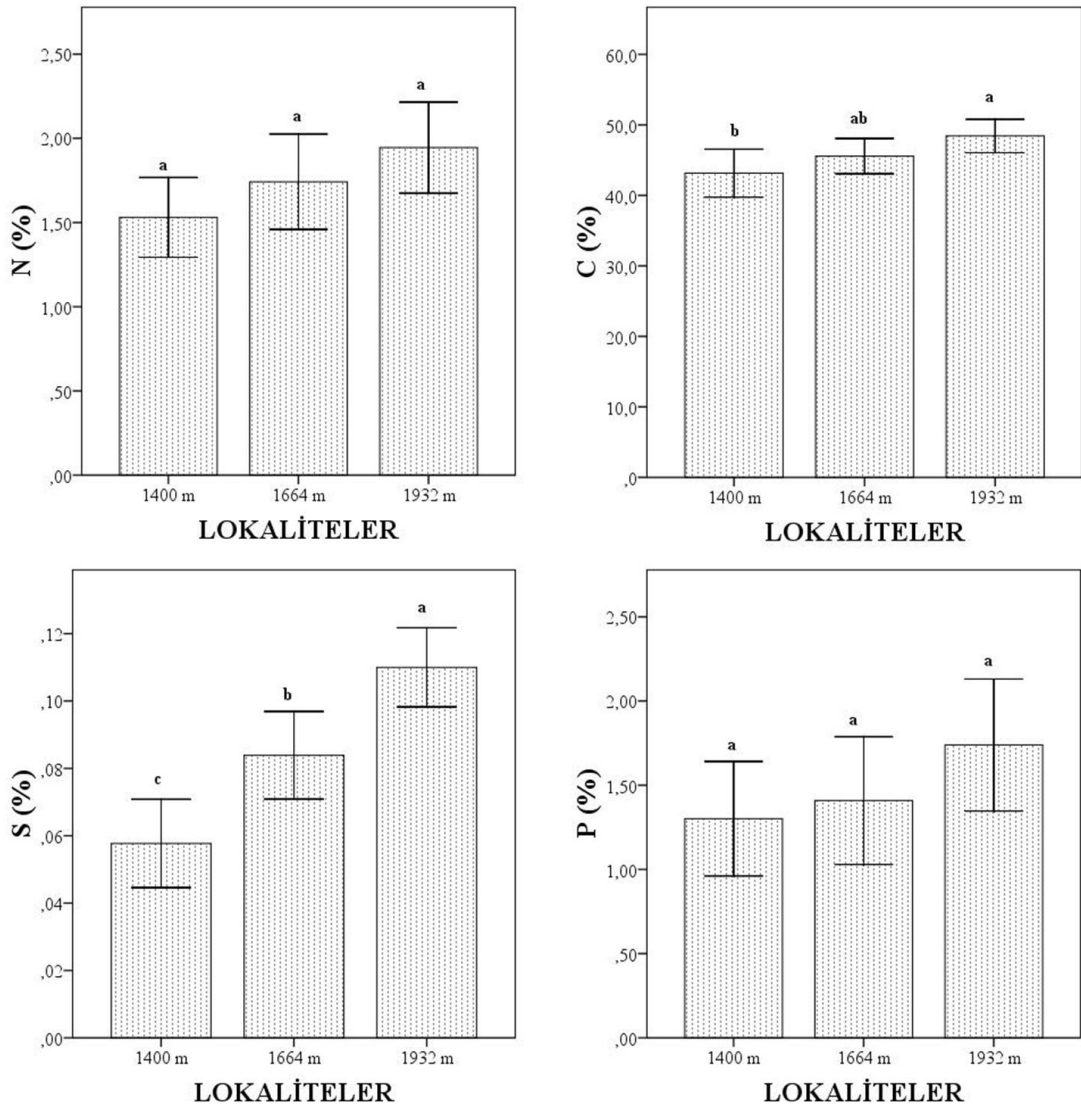 N (%)
2,50
2,00
1,50
1,00
,50
,00
a
a
a
1400 m
1664 m
1932 m
LOKALİTELER
C (%)
60,0
50,0
40,0
30,0
20,0
10,0
,0
b
ab
a
1400 m
1664 m
1932 m
LOKALİTELER
S (%)
,12
,10
,08
,06
,04
,02
,00
c
b
a
1400 m
1664 m
1932 m
LOKALİTELER
P (%)
2,50
2,00
1,50
1,00
,50
,00
a
a
a
1400 m
1664 m
1932 m
LOKALİTELER